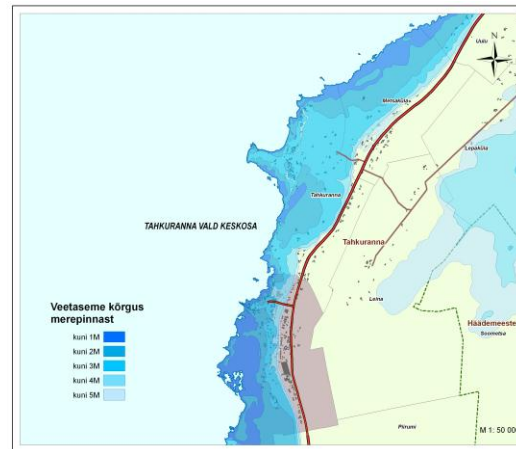 Uulu
N
Metsaküla
Lepaküla
Tahkuranna
TAHKURANNA VALD KESKOSA
Tahkuranna
Leina
Häädemeeste
Soometsa
Veetaseme kõrgus
merepinnast
kuni 1M
kuni 2M
kuni 3M
kuni 4M
kuni 5M
Piirumi
M 1: 50 000